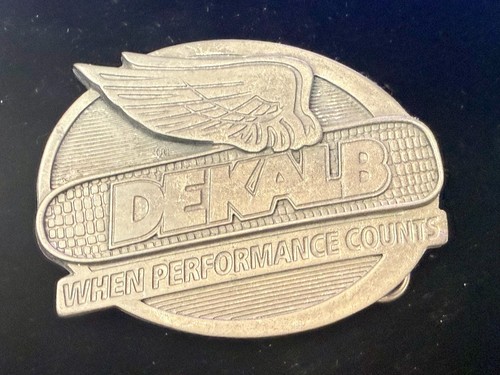 DEKALB
WHEN PERFORMANCE COUNTS